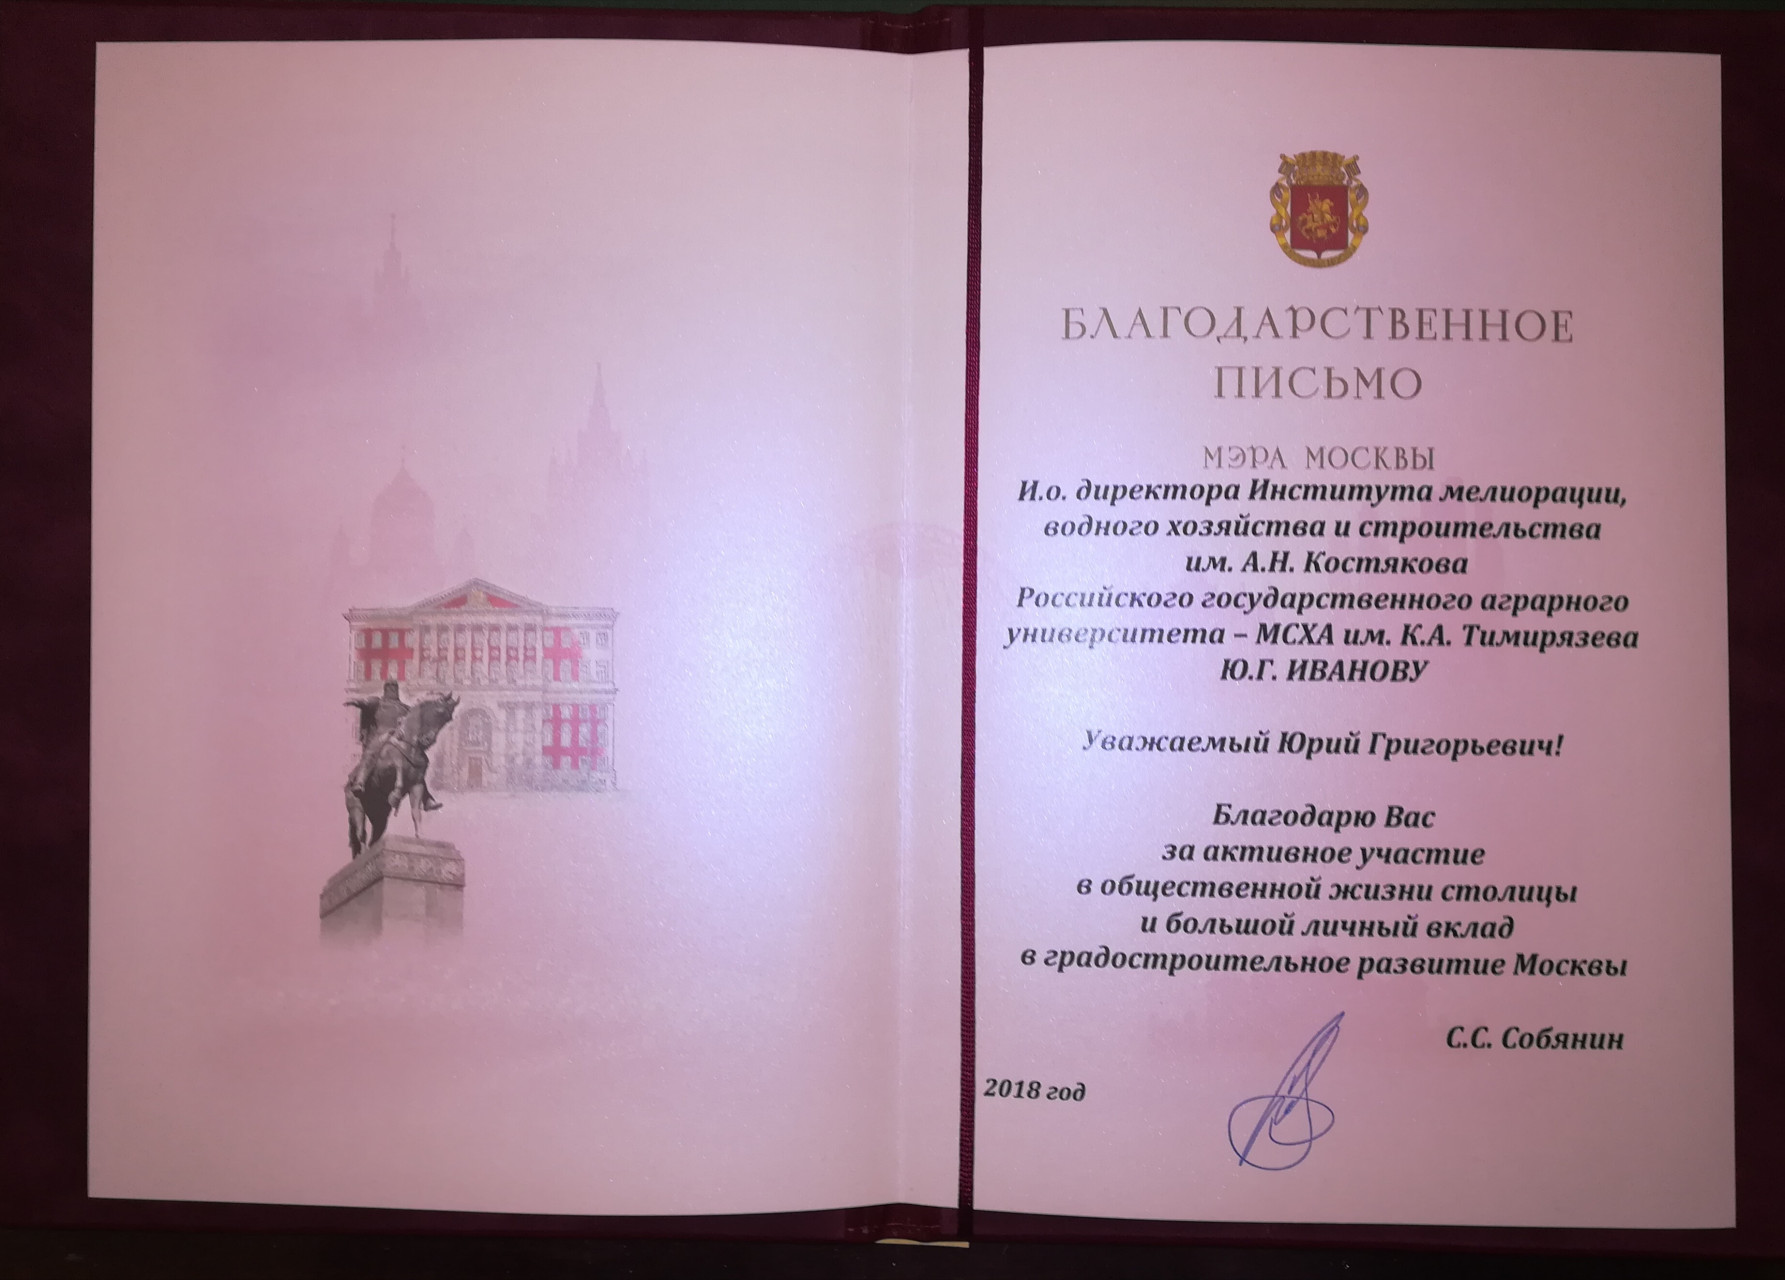 БЛАГОДАРСТВЕННОЕ
ПИСЬМО
МЭРА МОСКВЫ
И.о. директора Института мелиорации,
водного хозяйства и строительства
им. А.Н. Костякова
Российского государственного аграрного
университета – МСХА им. К.А. Тимирязева
Ю.Г. ИВАНОВУ
Уважаемый Юрий Григорьевич!
Благодарю Вас
за активное участие
в общественной жизни столицы
и большой личный вклад
в градостроительное развитие Москвы
С.С. Собянин
2018 год